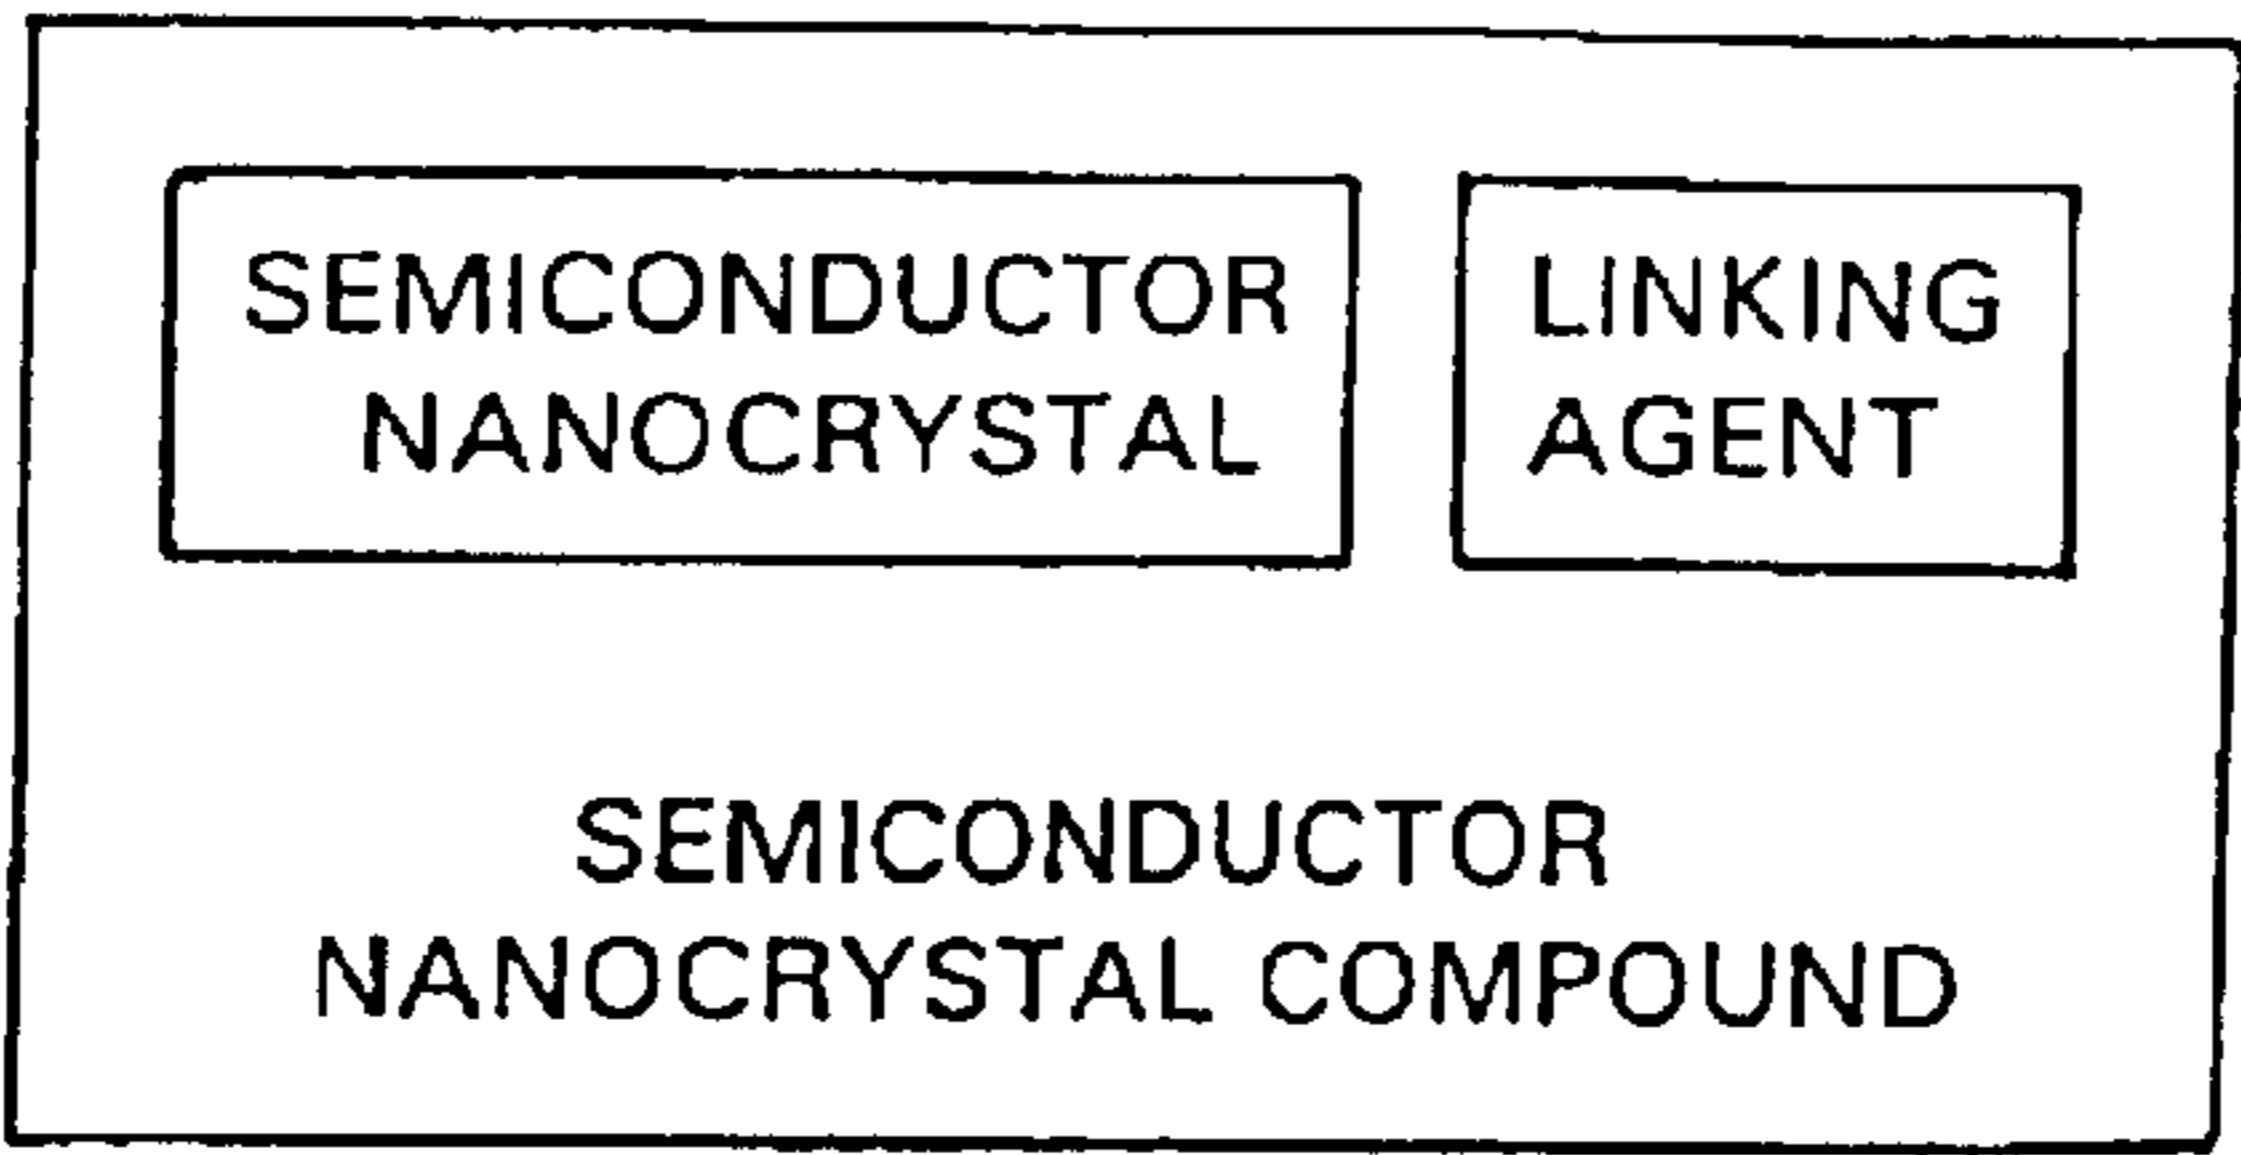 SEMICONDUCTOR
NANOCRYSTAL
LINKING
AGENT
SEMICONDUCTOR
NANOCRYSTAL COMPOUND